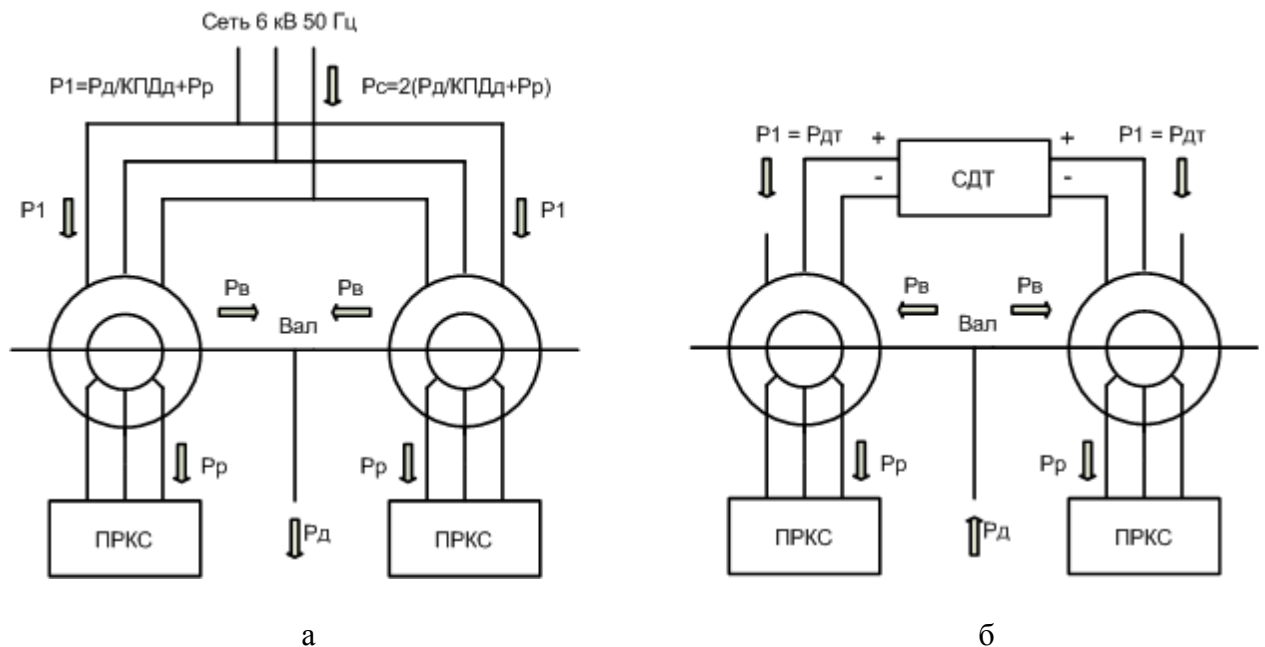 Сеть 6 кВ 50 Гц
P1=Pд/КПДд+Pр
Pс=2(Pд/КПДд+Pр)
P1
P1
Pв
Pв
Вал
Pр
Pр
ПРКС
Pд
ПРКС
а
P1 = Pдт
+
СДТ
+
P1 = Pдт
-
-
Pв
Pв
Вал
Pр
Pр
ПРКС
Pд
ПРКС
б